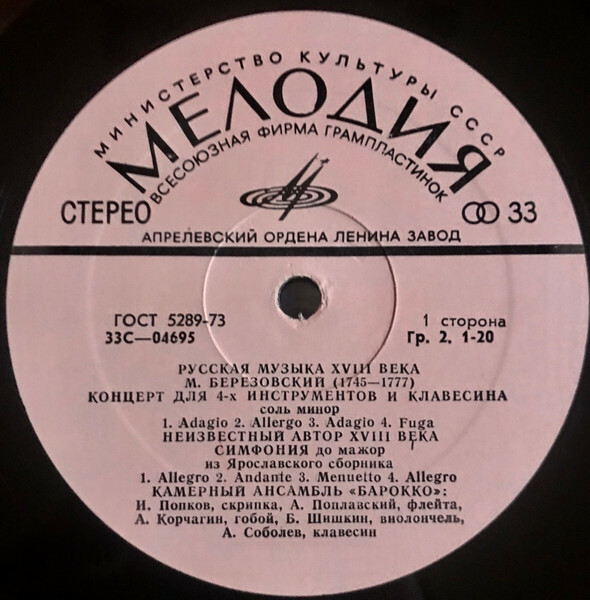 МИНИСТЕРСТВО КУЛЬТУРЫ СССР
МЕЛОДИЯ
ВСЕСОЮЗНАЯ ФИРМА ГРАМПЛАСТИНОК
СТЕРЕО
33
АПРЕЛЕВСКИЙ ОРДЕНА ЛЕНИНА ЗАВОД
ГОСТ 5289-73
1 сторона
33С—04695
Гр. 2. 1-20
РУССКАЯ МУЗЫКА XVIII ВЕКА
М. БЕРЕЗОВСКИЙ (1745—1777)
КОНЦЕРТ ДЛЯ 4-х ИНСТРУМЕНТОВ И КЛАВЕСИНА
соль минор
1. Adagio 2. Allergo 3. Adagio 4. Fuga
НЕИЗВЕСТНЫЙ АВТОР XVIII ВЕКА
СИМФОНИЯ до мажор
из Ярославского сборника
1. Allegro 2. Andante 3. Menuetto 4. Allegro
КАМЕРНЫЙ АНСАМБЛЬ «БАРОККО»:
И. Попков, скрипка, А. Поплавский, флейта,
А. Корчагин, гобой, Б. Шишкин, виолончель,
А. Соболев, клавесин